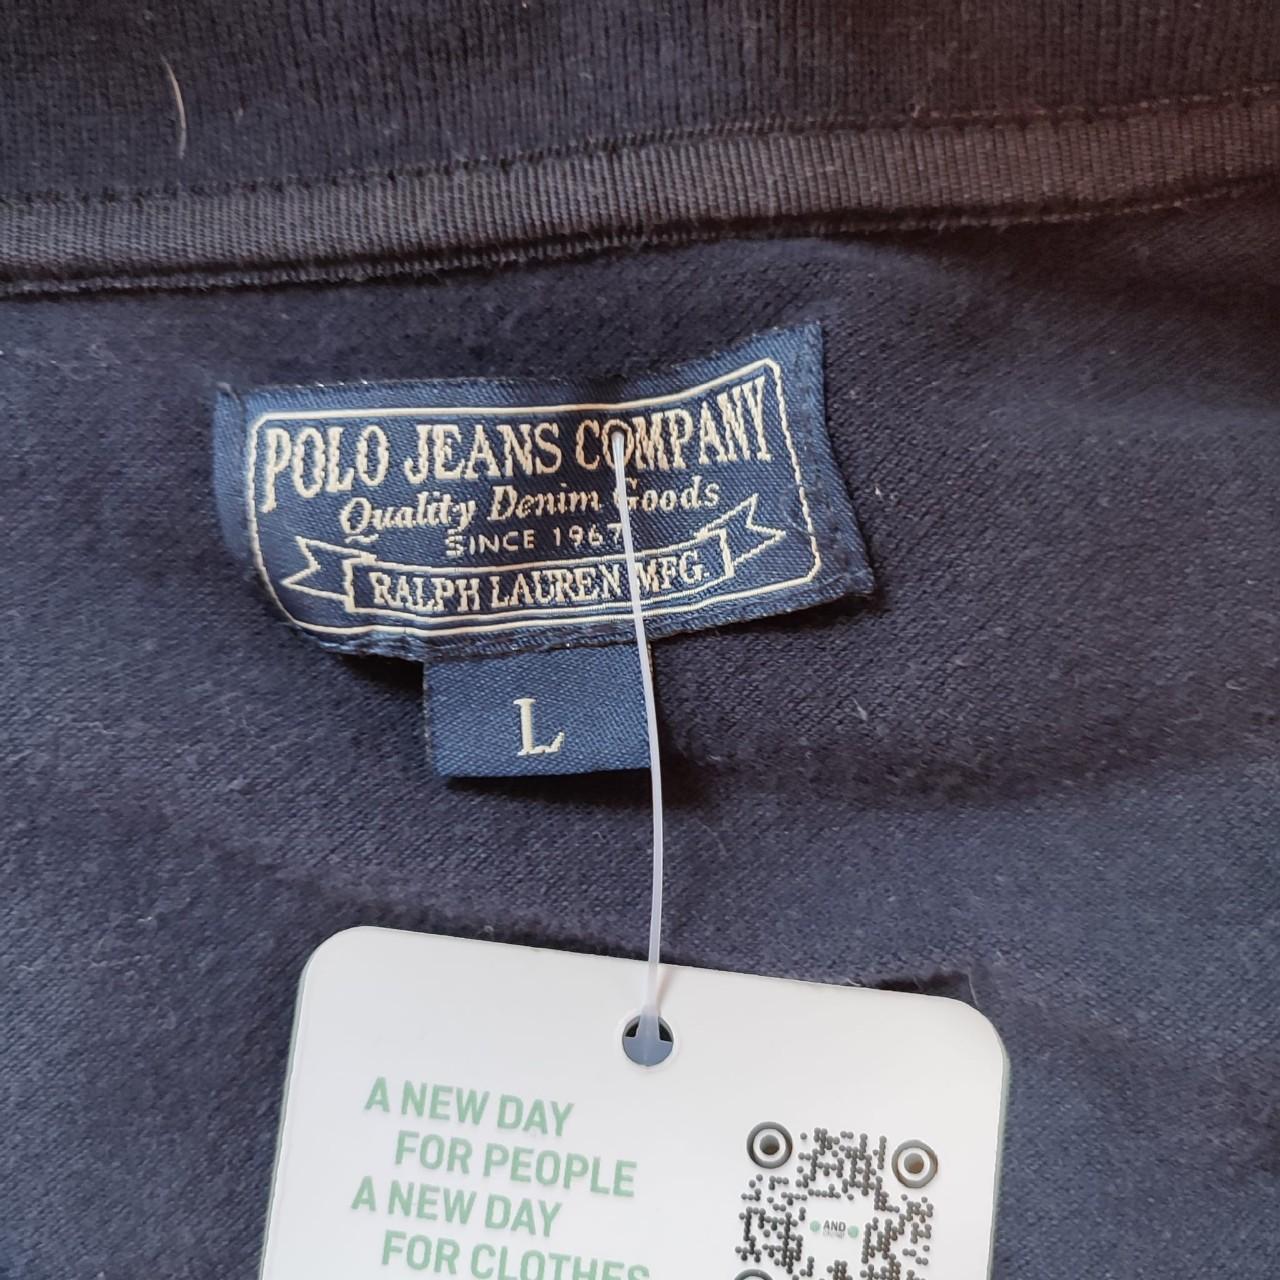 POLO JEANS COMPANY
Quality Denim Goods
SINCE 1967
RALPH LAUREN MFG.
L
A NEW DAY
FOR PEOPLE
A NEW DAY
FOR CLOTHES
AND